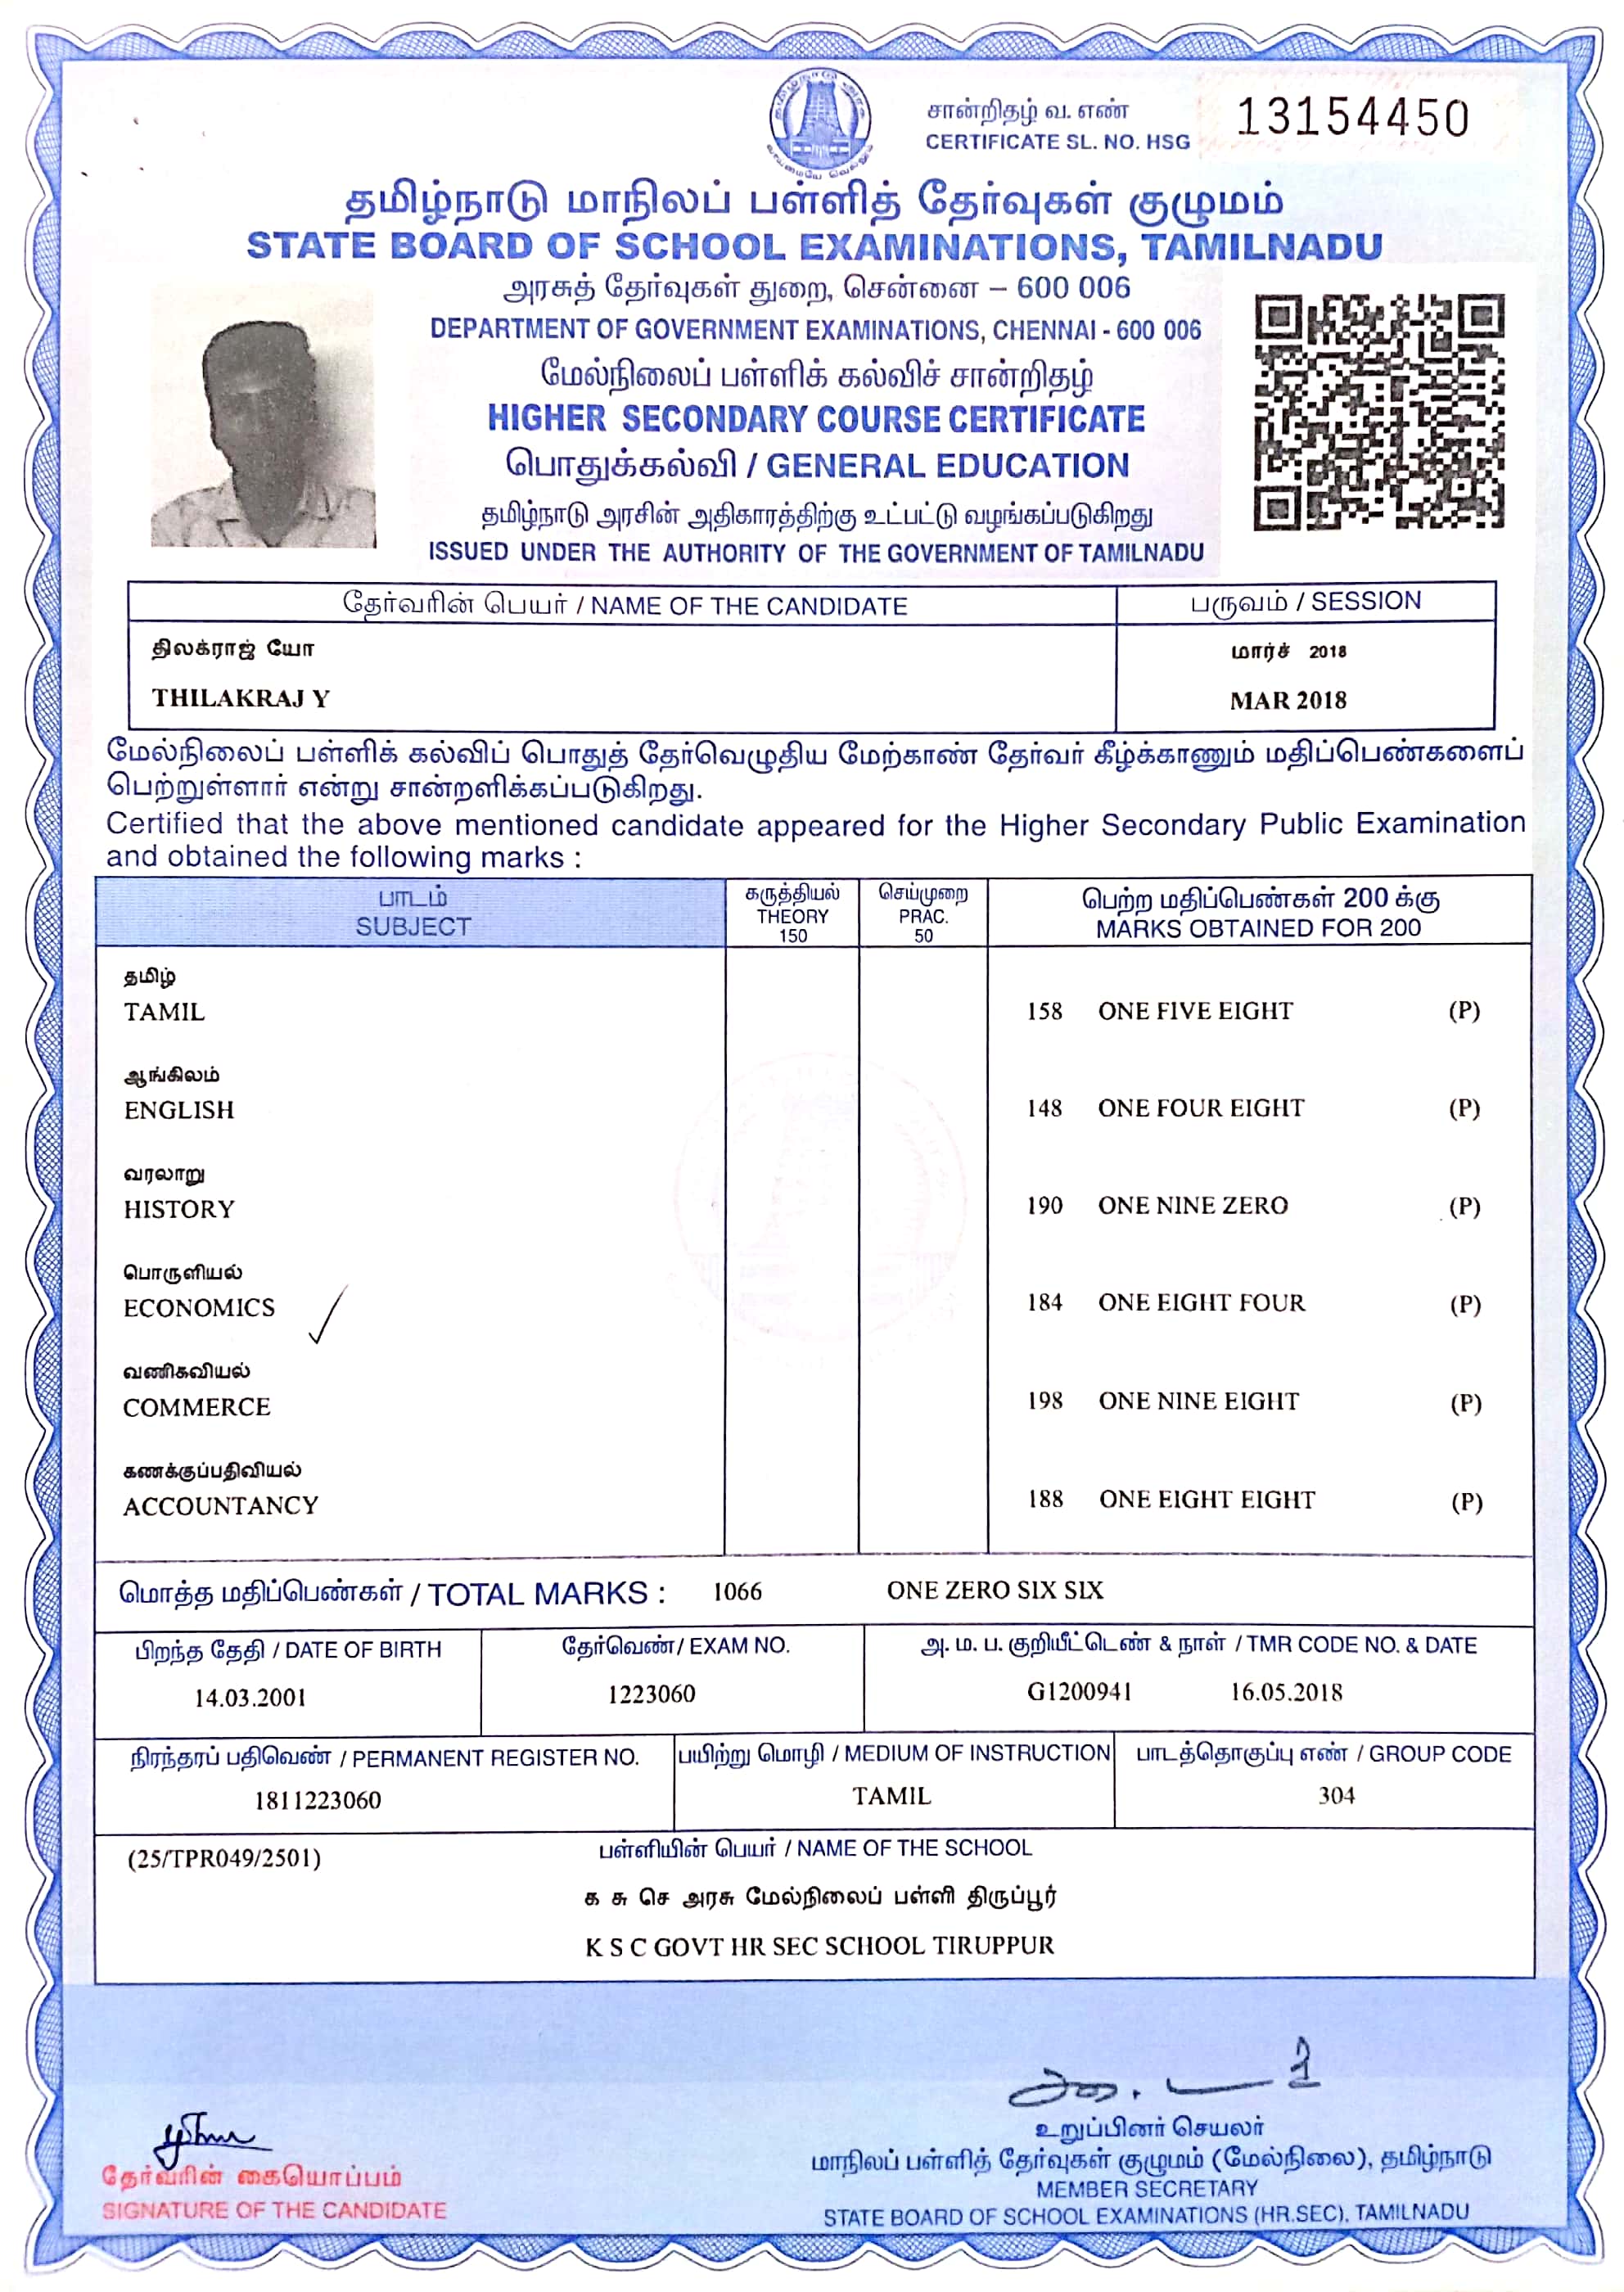 தமிழ்நாடு அரசு
வாய்மையே வெல்லும்
சான்றிதழ் வ. எண்
CERTIFICATE SL. NO. HSG 13154450
தமிழ்நாடு மாநிலப் பள்ளித் தேர்வுகள் குழுமம்
STATE BOARD OF SCHOOL EXAMINATIONS, TAMILNADU
அரசுத் தேர்வுகள் துறை, சென்னை – 600 006
DEPARTMENT OF GOVERNMENT EXAMINATIONS, CHENNAI - 600 006
மேல்நிலைப் பள்ளிக் கல்விச் சான்றிதழ்
HIGHER SECONDARY COURSE CERTIFICATE
பொதுக்கல்வி / GENERAL EDUCATION
தமிழ்நாடு அரசின் அதிகாரத்திற்கு உட்பட்டு வழங்கப்படுகிறது
ISSUED UNDER THE AUTHORITY OF THE GOVERNMENT OF TAMILNADU
தேர்வரின் பெயர் / NAME OF THE CANDIDATE பருவம் / SESSION
திலக்ராஜ் யோ மார்ச் 2018
THILAKRAJ Y MAR 2018
மேல்நிலைப் பள்ளிக் கல்விப் பொதுத் தேர்வெழுதிய மேற்காண் தேர்வர் கீழ்க்காணும் மதிப்பெண்களைப்
பெற்றுள்ளார் என்று சான்றளிக்கப்படுகிறது.
Certified that the above mentioned candidate appeared for the Higher Secondary Public Examination
and obtained the following marks :
பாடம் கருத்தியல் செய்முறை பெற்ற மதிப்பெண்கள் 200 க்கு
SUBJECT THEORY PRAC. MARKS OBTAINED FOR 200
150 50
தமிழ்
TAMIL 158 ONE FIVE EIGHT (P)
ஆங்கிலம்
ENGLISH 148 ONE FOUR EIGHT (P)
வரலாறு
HISTORY 190 ONE NINE ZERO (P)
பொருளியல்
ECONOMICS 184 ONE EIGHT FOUR (P)
வணிகவியல்
COMMERCE 198 ONE NINE EIGHT (P)
கணக்குப்பதிவியல்
ACCOUNTANCY 188 ONE EIGHT EIGHT (P)
மொத்த மதிப்பெண்கள் / TOTAL MARKS : 1066 ONE ZERO SIX SIX
பிறந்த தேதி / DATE OF BIRTH தேர்வெண்/ EXAM NO. அ. ம. ப. குறியீட்டெண் & நாள் / TMR CODE NO. & DATE
14.03.2001 1223060 G1200941 16.05.2018
நிரந்தரப் பதிவெண் / PERMANENT REGISTER NO. பயிற்று மொழி / MEDIUM OF INSTRUCTION பாடத்தொகுப்பு எண் / GROUP CODE
1811223060 TAMIL 304
(25/TPR049/2501) பள்ளியின் பெயர் / NAME OF THE SCHOOL
க சு செ அரசு மேல்நிலைப் பள்ளி திருப்பூர்
K S C GOVT HR SEC SCHOOL TIRUPPUR
உறுப்பினர் செயலர்
மாநிலப் பள்ளித் தேர்வுகள் குழுமம் (மேல்நிலை), தமிழ்நாடு
MEMBER SECRETARY
STATE BOARD OF SCHOOL EXAMINATIONS (HR.SEC), TAMILNADU
தேர்வரின் கையொப்பம்
SIGNATURE OF THE CANDIDATE